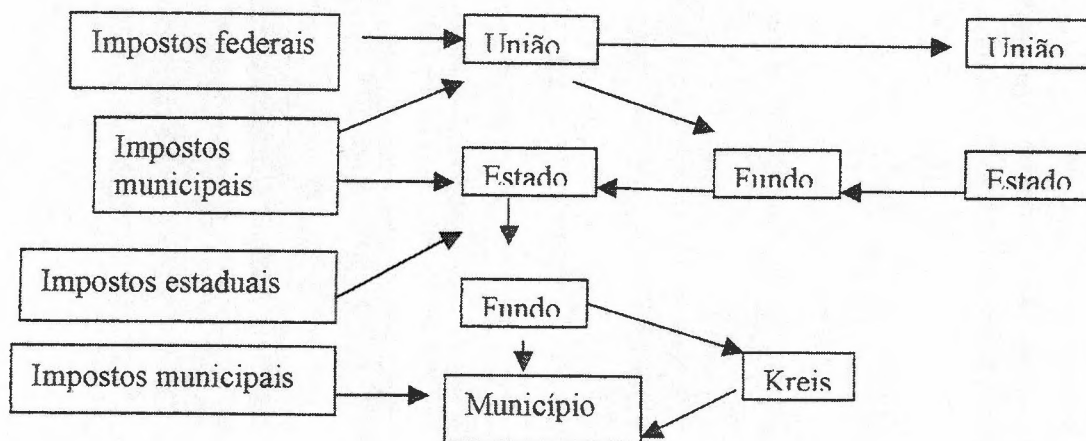 Impostos federais
União
União
Impostos
municipais
Estado
Fundo
Estado
Impostos estaduais
Fundo
Impostos municipais
Município
Kreis